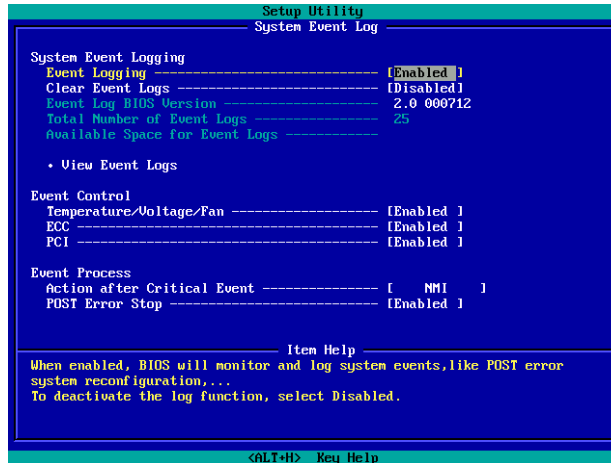 Setup Utility
System Event Log
System Event Logging
Event Logging ----------------------------- [Enabled ]
Clear Event Logs -------------------------- [Disabled]
Event Log BIOS Version -------------------- 2.0 000712
Total Number of Event Logs ---------------- 25
Available Space for Event Logs ------------
• View Event Logs
Event Control
Temperature/Voltage/Fan ------------------- [Enabled ]
ECC --------------------------------------- [Enabled ]
PCI --------------------------------------- [Enabled ]
Event Process
Action after Critical Event --------------- [ NMI ]
POST Error Stop --------------------------- [Enabled ]
Item Help
When enabled, BIOS will monitor and log system events,like POST error
system reconfiguration,...
To deactivate the log function, select Disabled.
<ALT+H> Key Help